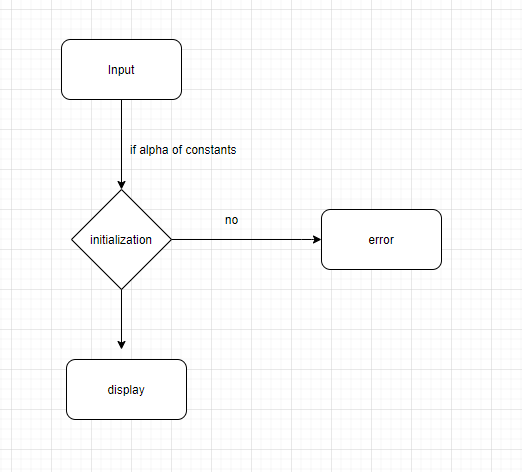 Input
if alpha of constants
initialization
no
error
display